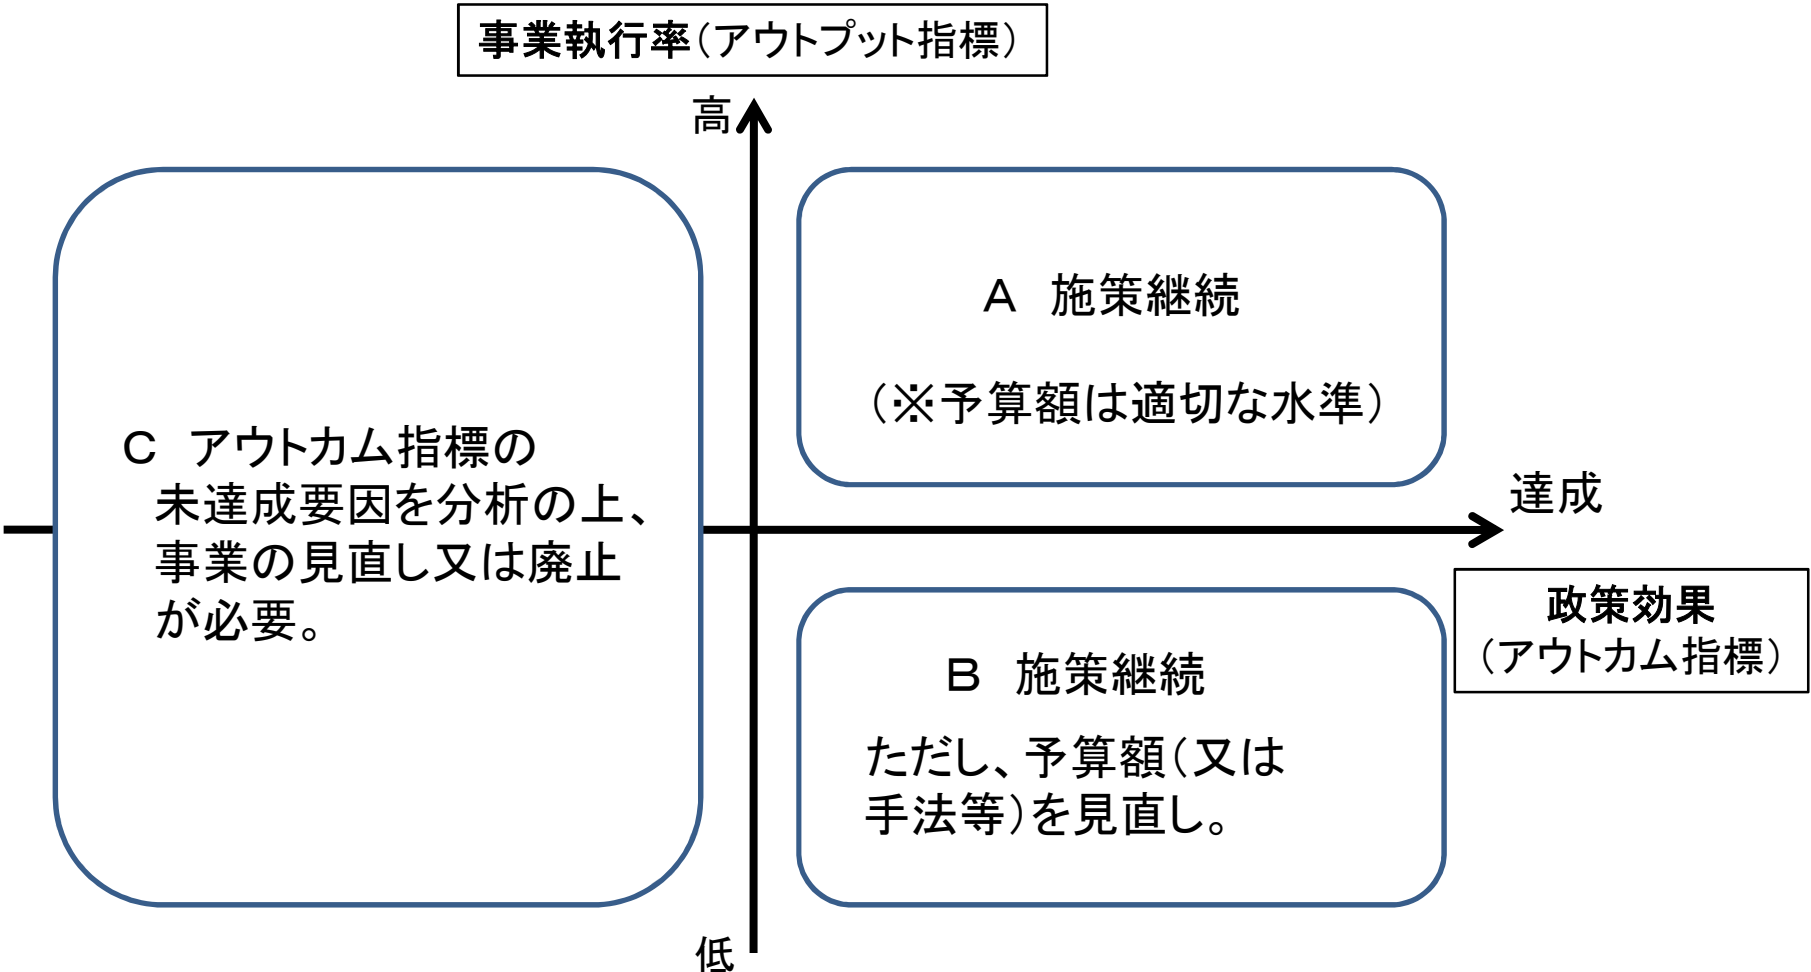 事業執行率（アウトプット指標）
高
A　施策継続
（※予算額は適切な水準）
C　アウトカム指標の
未達成要因を分析の上、
事業の見直し又は廃止
が必要。
達成
政策効果
（アウトカム指標）
B　施策継続
ただし、予算額（又は
手法等）を見直し。
低